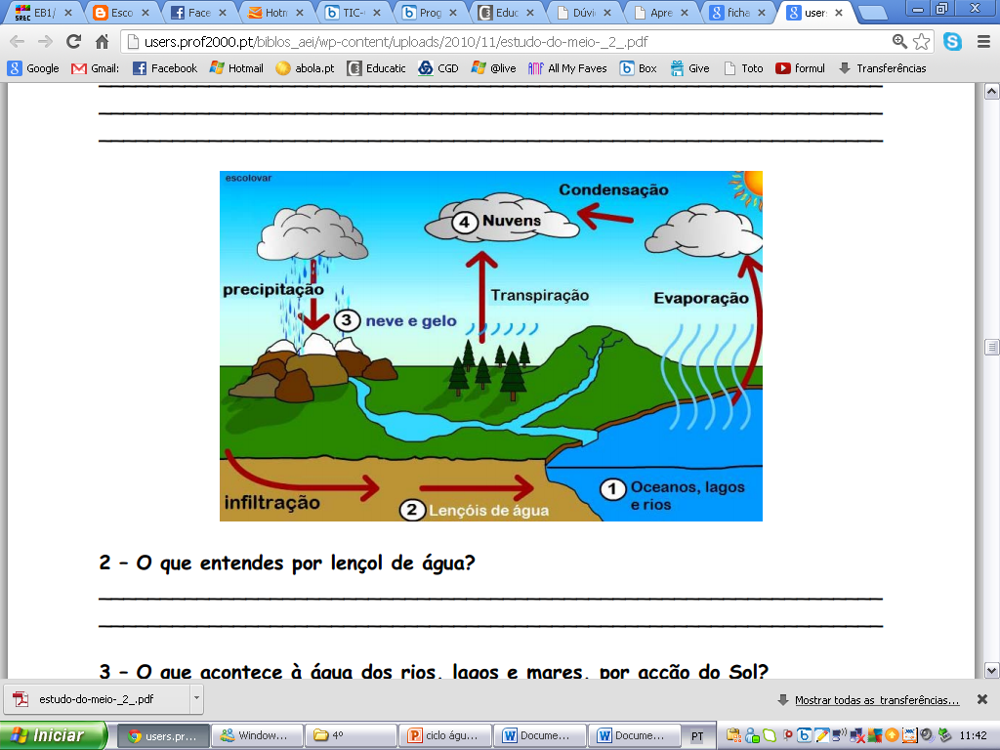 SREC EB1/
Esco
Face
Hotm
TIC-
Prog
Educ
Dúvi
Apre
ficha
user
users.prof2000.pt/biblos_aei/wp-content/uploads/2010/11/estudo-do-meio-_2_.pdf
Google
Gmail:
Facebook
Hotmail
abola.pt
Educatic
CGD
@live
All My Faves
Box
Give
Toto
formul
Transferências
escolovar
Condensação
4 Nuvens
precipitação
Transpiração
Evaporação
3 neve e gelo
1 Oceanos, lagos
e rios
infiltração
2 Lençóis de água
2 – O que entendes por lençol de água?
3 – O que acontece à água dos rios, lagos e mares, por acção do Sol?
estudo-do-meio-_2_.pdf
Mostrar todas as transferências...
Iniciar
users.pr...
Window...
4º
ciclo águ...
Docume...
Docume...
PT
11:42